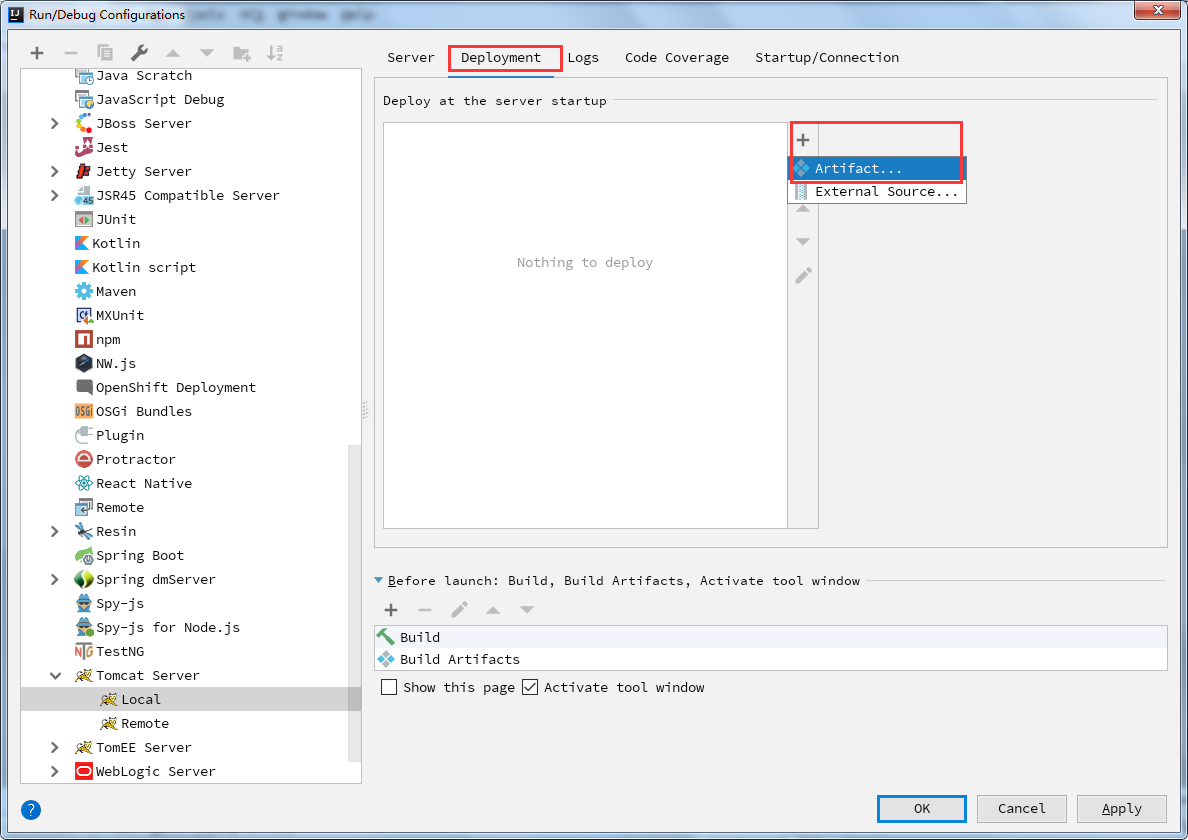 Run/Debug Configurations
Java Scratch
JavaScript Debug
JBoss Server
Jest
Jetty Server
JSR45 Compatible Server
JUnit
Kotlin
Kotlin script
Maven
MXUnit
npm
NW.js
OpenShift Deployment
OSGi Bundles
Plugin
Protractor
React Native
Remote
Resin
Spring Boot
Spring dmServer
Spy-js
Spy-js for Node.js
TestNG
Tomcat Server
Local
Remote
TomEE Server
WebLogic Server
Server Deployment Logs Code Coverage Startup/Connection
Deploy at the server startup
Artifact...
External Source...
Nothing to deploy
Before launch: Build, Build Artifacts, Activate tool window
Build
Build Artifacts
Show this page Activate tool window
? OK Cancel Apply